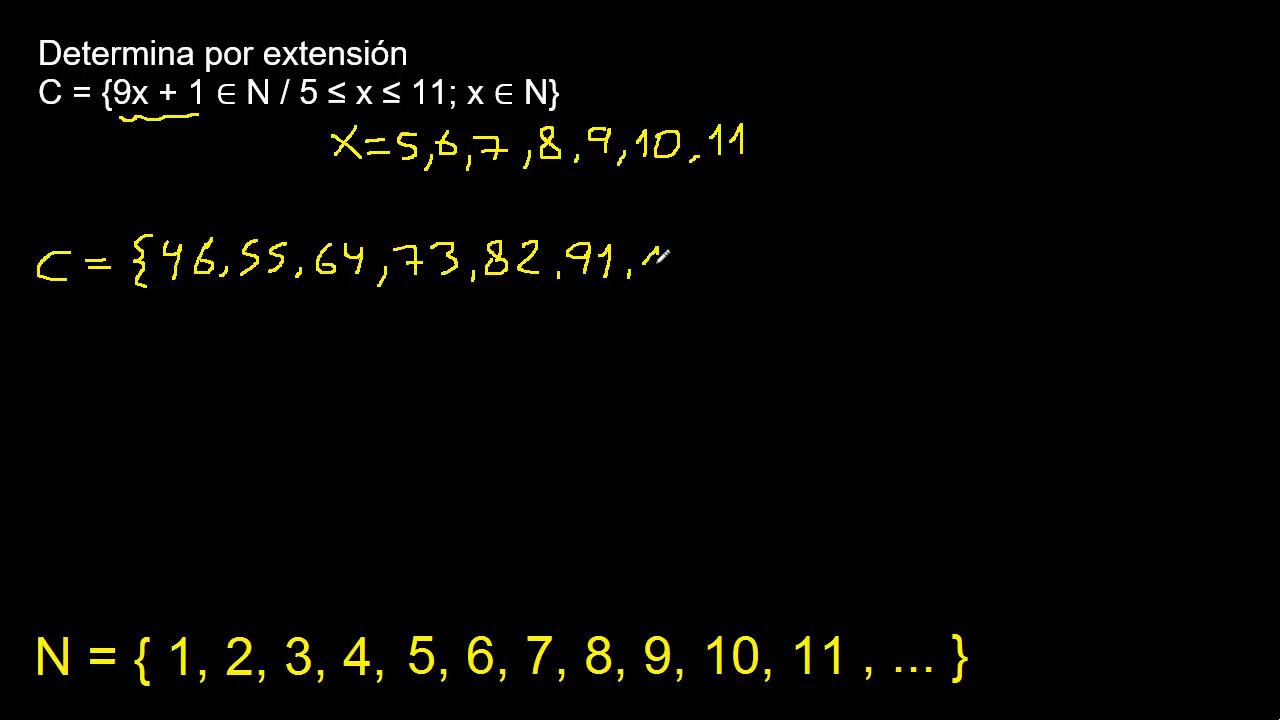 Determina por extensión
C = {9x + 1 ∈ N / 5 ≤ x ≤ 11; x ∈ N}
X=5,6,7,8,9,10,11
C = {46,55,64,73,82,91,
N = { 1, 2, 3, 4, 5, 6, 7, 8, 9, 10, 11 , ... }